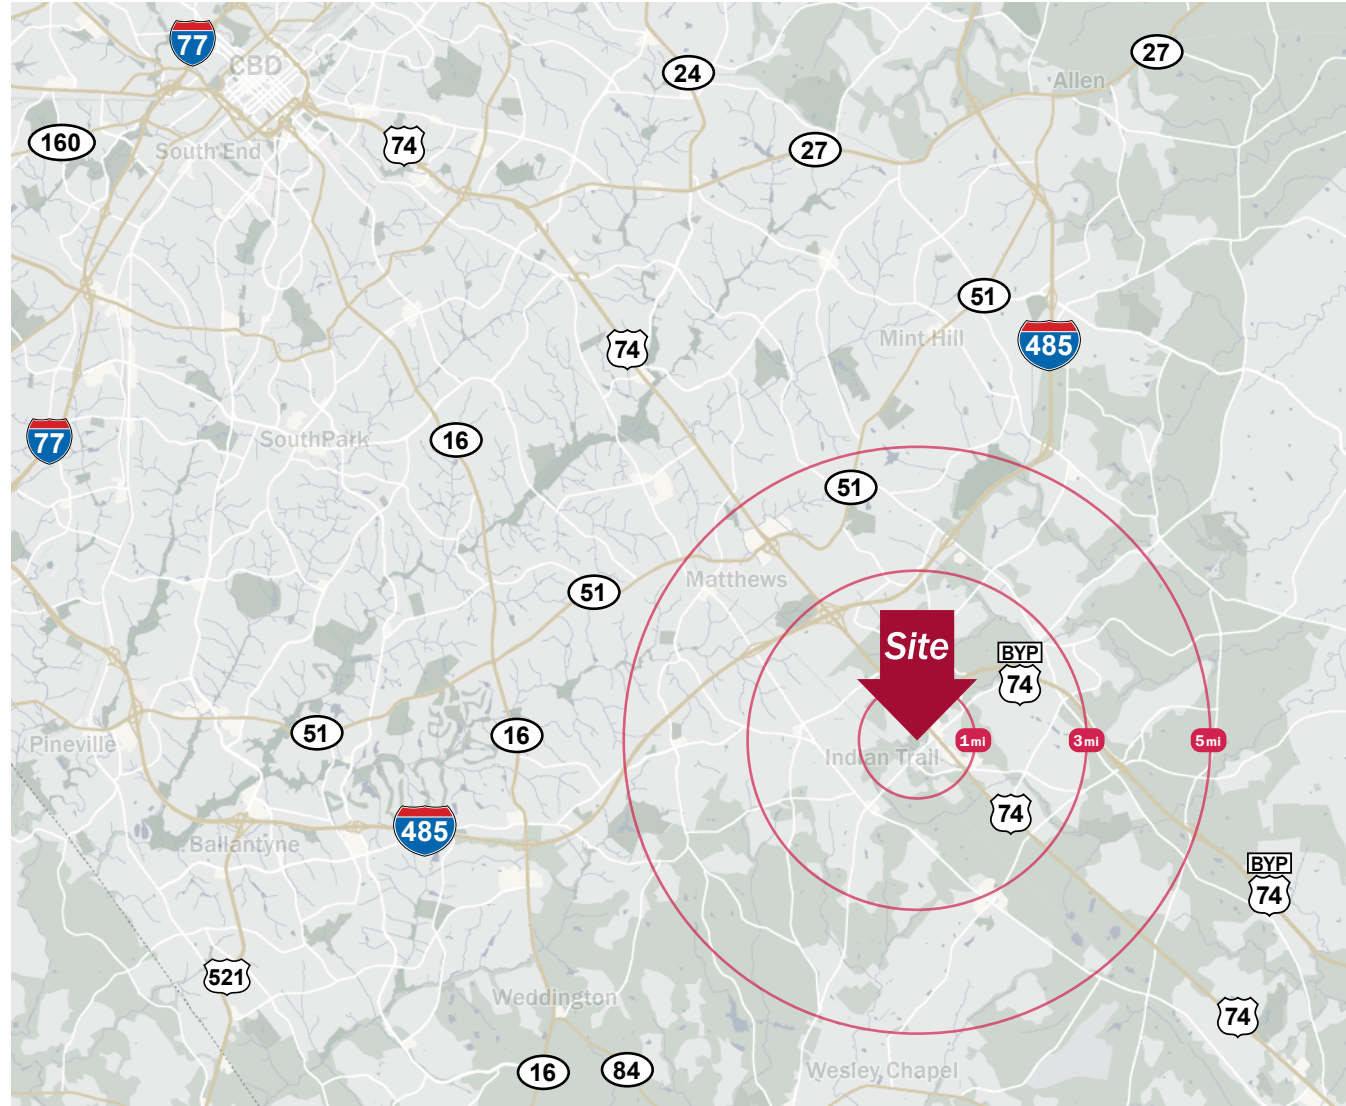 77
CBD
24
27
Allen
160
South End
74
27
51
Mint Hill
485
74
77
SouthPark
16
51
Matthews
51
Site
BYP
74
51
16
Pineville
1mi
3mi
5mi
Indian Trail
74
485
Ballantyne
BYP
74
521
Weddington
74
16
84
Wesley Chapel